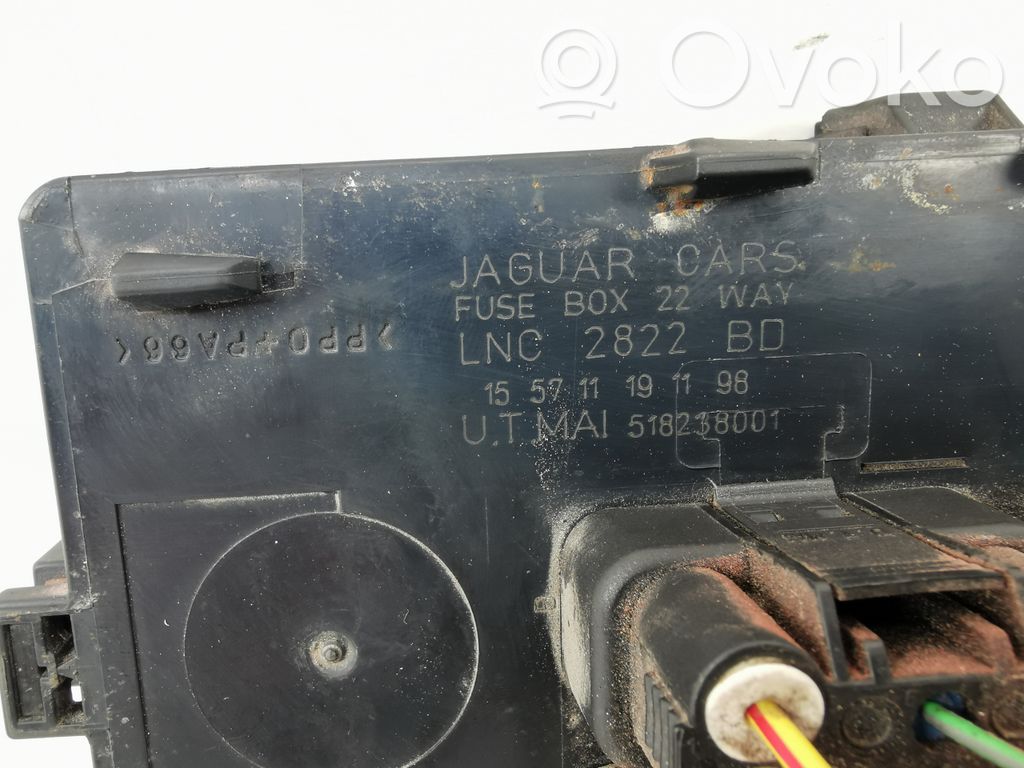 Ovoko
JAGUAR CARS
FUSE BOX 22 WAY
>PPO+PA66<
LNC 2822 BD
15 57 11 19 11 98
U.T.MAI 518238001